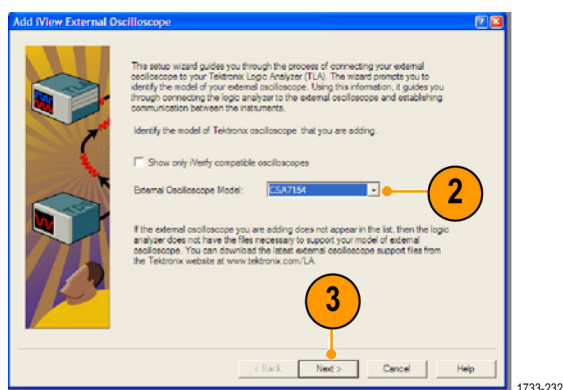 Add iView External Oscilloscope
This setup wizard guides you through the process of connecting your external
oscilloscope to your Tektronix Logic Analyzer (TLA). The wizard prompts you to
identify the model of your external oscilloscope. Using this information, it guides you
through connecting the logic analyzer to the external oscilloscope and establishing
communication between the instruments.
Identify the model of Tektronix oscilloscope that you are adding.
Show only iVerify compatible oscilloscopes
External Oscilloscope Model: CSA7154
2
If the external oscilloscope you are adding does not appear in the list, then the logic
analyzer does not have the files necessary to support your model of external
oscilloscope. You can download the latest external oscilloscope support files from
the Tektronix website at www.tektronix.com/LA.
3
< Back Next > Cancel Help
1733-232
TLA
TDS